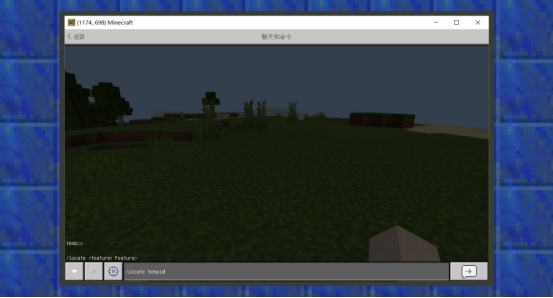 (1174, 698) Minecraft
< 返回
聊天和命令
temple
/locate <feature: Feature>
/
/locate temple